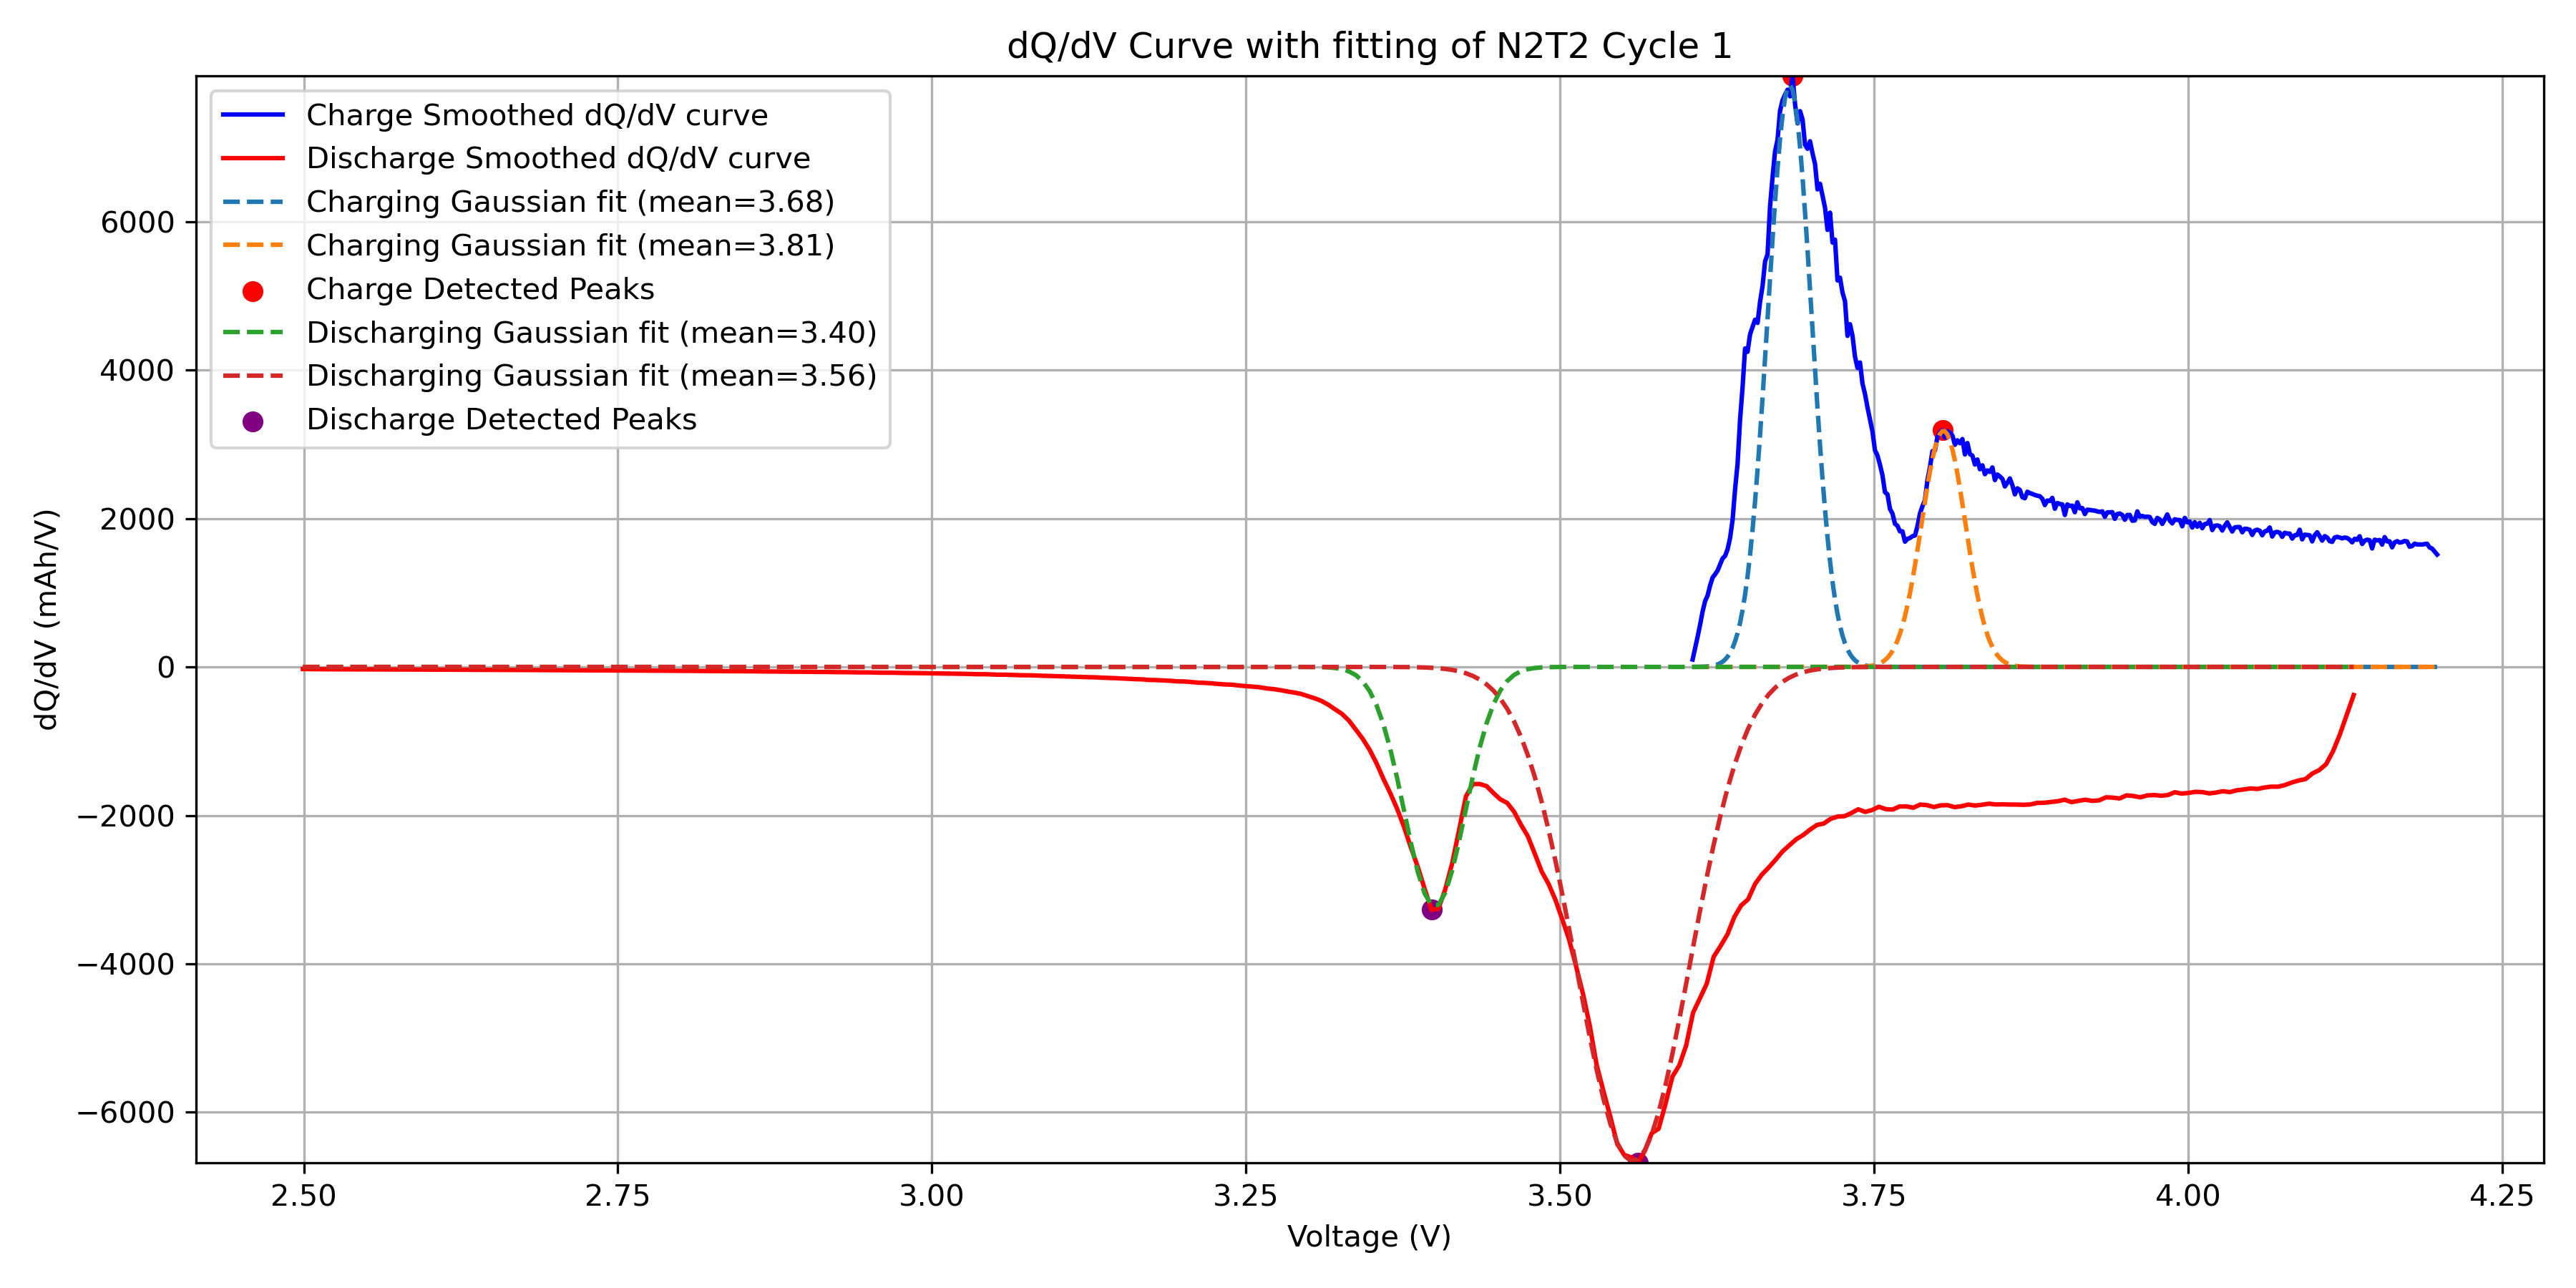 dQ/dV Curve with fitting of N2T2 Cycle 1
Charge Smoothed dQ/dV curve
Discharge Smoothed dQ/dV curve
Charging Gaussian fit (mean=3.68)
Charging Gaussian fit (mean=3.81)
Charge Detected Peaks
Discharging Gaussian fit (mean=3.40)
Discharging Gaussian fit (mean=3.56)
Discharge Detected Peaks
dQ/dV (mAh/V)
6000
4000
2000
0
−2000
−4000
−6000
2.50 2.75 3.00 3.25 3.50 3.75 4.00 4.25
Voltage (V)